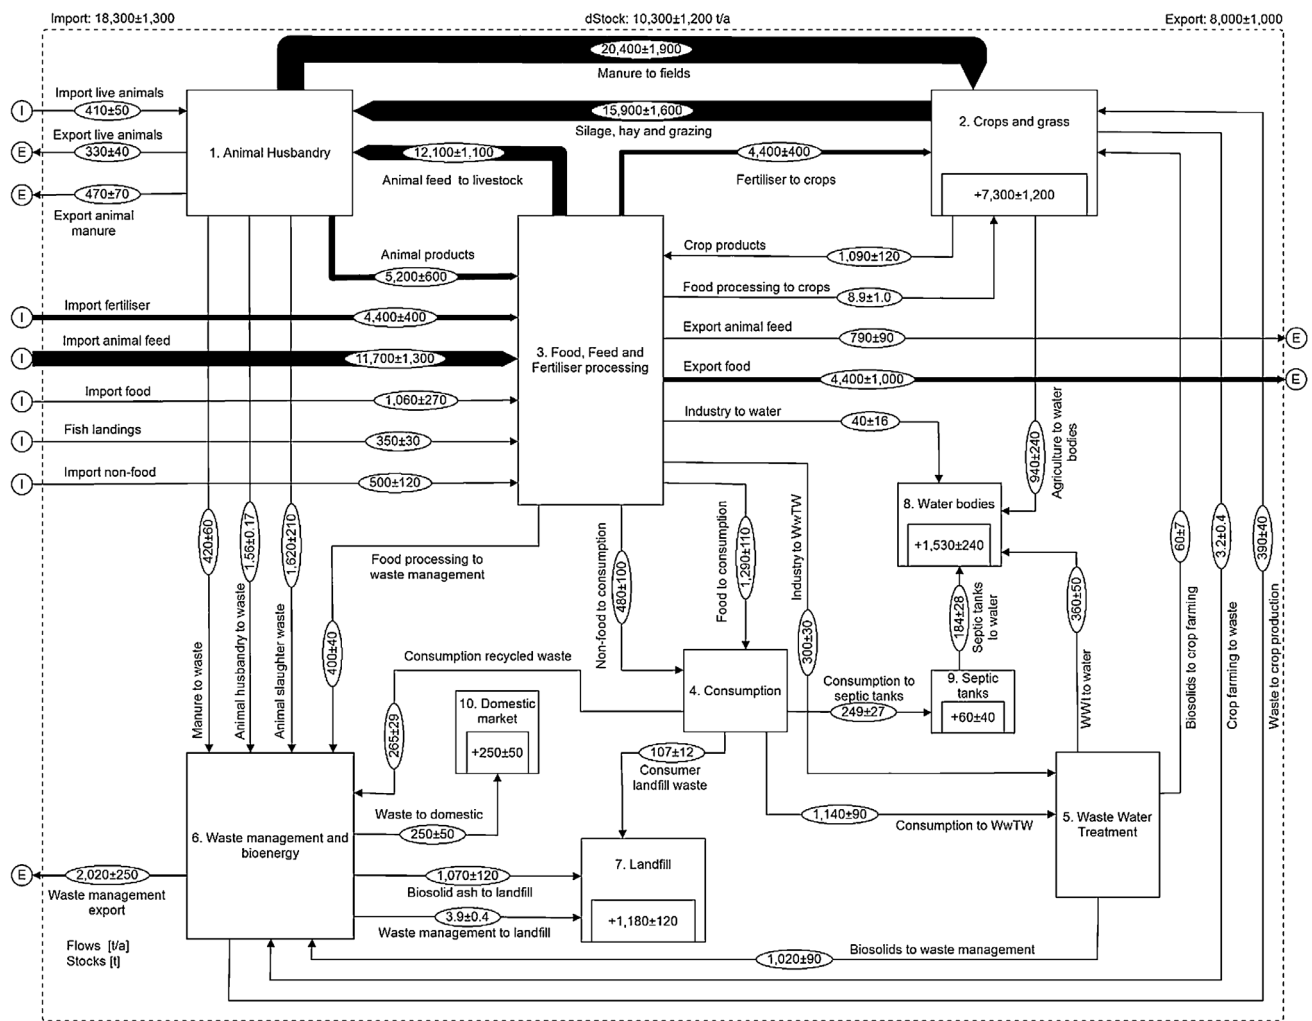 Import: 18,300±1,300
dStock: 10,300±1,200 t/a
Export: 8,000±1,000
20,400±1,900
Manure to fields
Import live animals
I
410±50
15,900±1,600
Silage, hay and grazing
2. Crops and grass
+7,300±1,200
Export live animals
E
330±40
1. Animal Husbandry
12,100±1,100
Animal feed to livestock
4,400±400
Fertiliser to crops
E
470±70
Export animal
manure
Animal products
5,200±600
Crop products
1,090±120
Food processing to crops
8.9±1.0
Import fertiliser
I
4,400±400
Import animal feed
I
11,700±1,300
3. Food, Feed and
Fertiliser processing
Export animal feed
790±90
E
Export food
4,400±1,000
E
Import food
I
1,060±270
Fish landings
I
350±30
Import non-food
I
500±120
Industry to water
40±16
940±240
Agriculture to water
bodies
8. Water bodies
+1,530±240
420±60
Manure to waste
1.56±0.17
Animal husbandry to waste
1,620±210
Animal slaughter waste
Food processing to
waste management
400±40
Non-food to consumption
480±100
Food to consumption
1,290±110
Industry to WwTW
300±30
184±28
Septic tanks
to water
360±50
WWt to water
60±7
Biosolids to crop farming
3.2±0.4
Crop farming to waste
390±40
Waste to crop production
Consumption recycled waste
265±29
4. Consumption
Consumption to
septic tanks
249±27
9. Septic
tanks
+60±40
10. Domestic
market
+250±50
107±12
Consumer
landfill waste
Waste to domestic
250±50
1,140±90
Consumption to WwTW
5. Waste Water
Treatment
6. Waste management and
bioenergy
7. Landfill
+1,180±120
E
2,020±250
Waste management
export
1,070±120
Biosolid ash to landfill
3.9±0.4
Waste management to landfill
Biosolids to waste management
1,020±90
Flows [t/a]
Stocks [t]